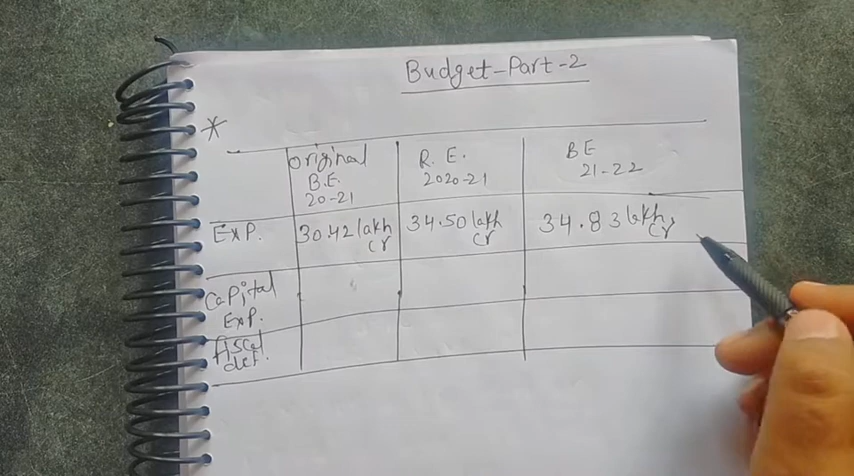 Budget-Part-2
*
original
B.E.
20-21
R.E.
2020-21
BE
21-22
Exp.
30.42 lakh
cr
34.50 lakh
cr
34.83 lakh
cr
Capital
Exp.
fiscal
def.